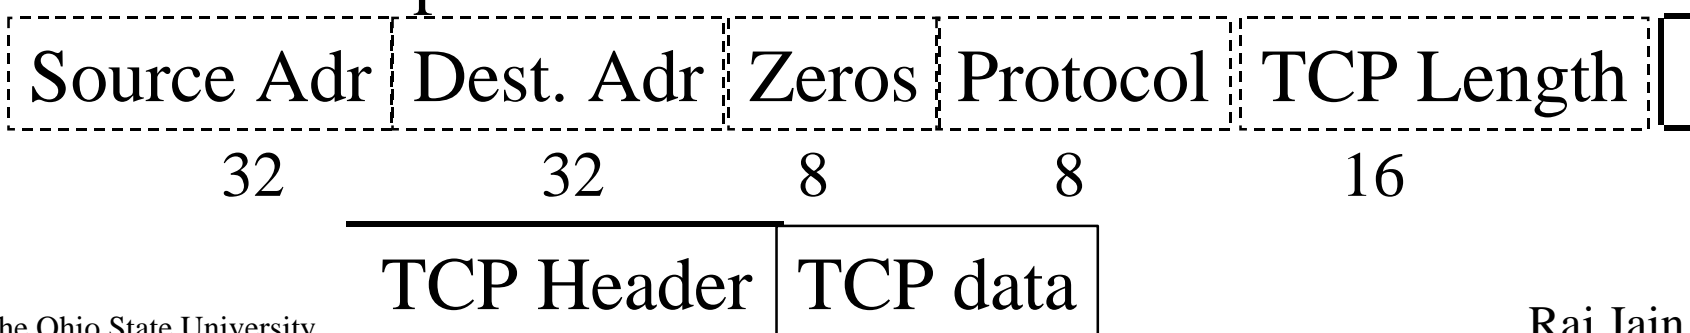 Source Adr Dest. Adr Zeros Protocol TCP Length
32 32 8 8 16
TCP Header TCP data
Ohio State University
Raj Jain